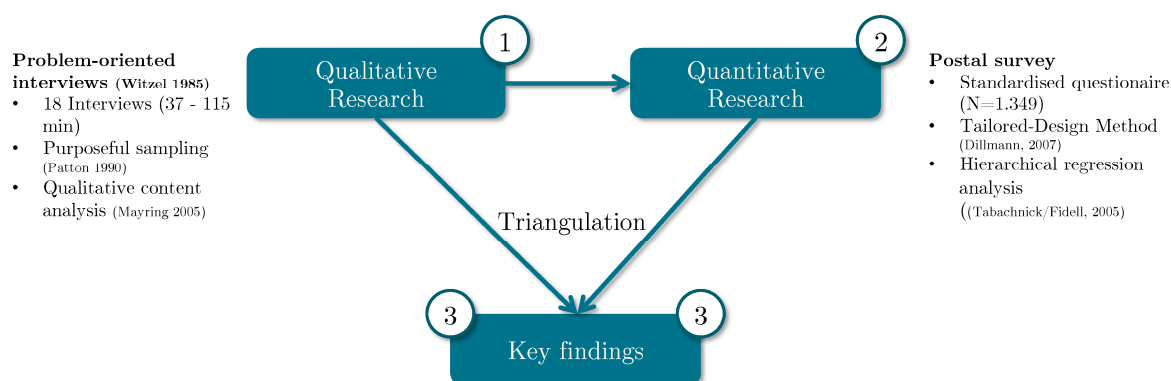 Problem-oriented
interviews (Witzel 1985)
• 18 Interviews (37 - 115
min)
• Purposeful sampling
(Patton 1990)
• Qualitative content
analysis (Mayring 2005)
1
Qualitative
Research
2
Quantitative
Research
Postal survey
• Standardised questionaire
(N=1.349)
• Tailored-Design Method
(Dillmann, 2007)
• Hierarchical regression
analysis
((Tabachnick/Fidell, 2005)
Triangulation
3
3
Key findings